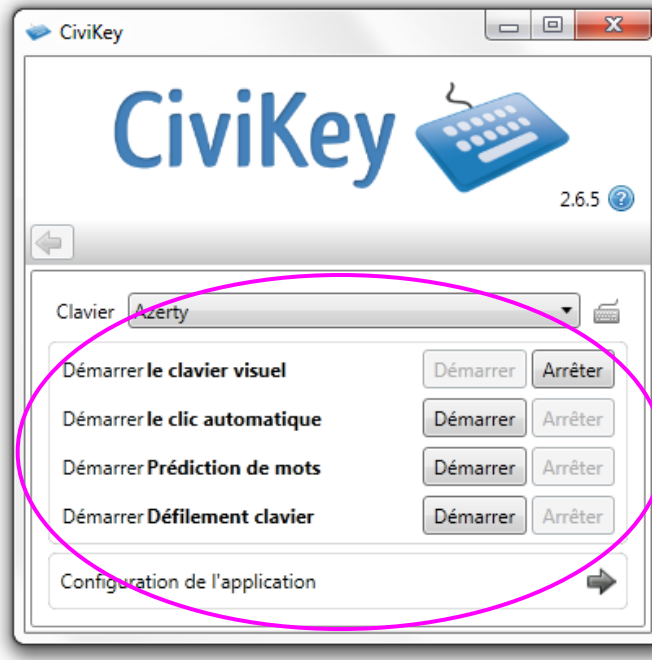 CiviKey
CiviKey
2.6.5
Clavier Azerty
Démarrer le clavier visuel Démarrer Arrêter
Démarrer le clic automatique Démarrer Arrêter
Démarrer Prédiction de mots Démarrer Arrêter
Démarrer Défilement clavier Démarrer Arrêter
Configuration de l'application